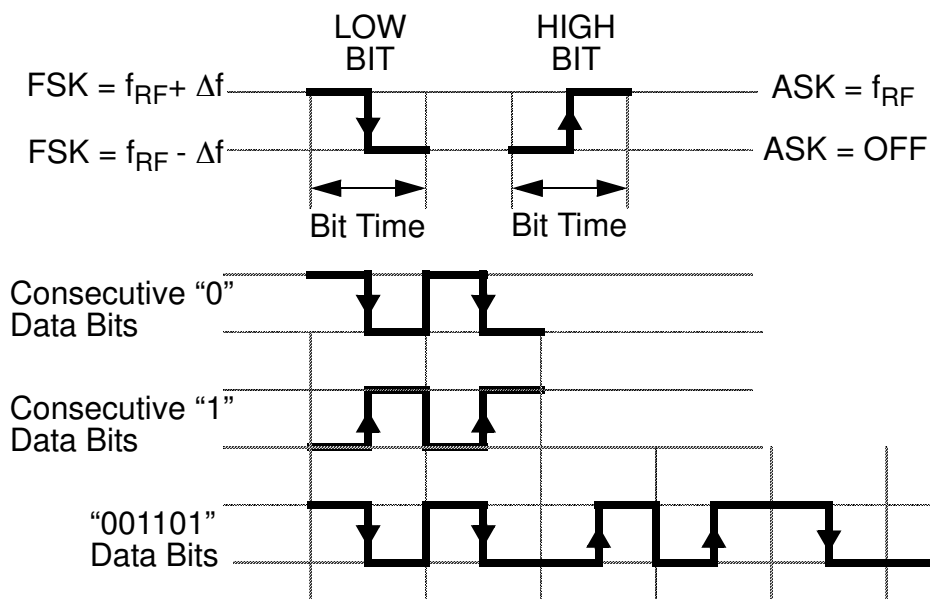 LOW
BIT
HIGH
BIT
FSK = fRF+ Δf
ASK = fRF
FSK = fRF - Δf
ASK = OFF
Bit Time
Bit Time
Consecutive “0”
Data Bits
Consecutive “1”
Data Bits
“001101”
Data Bits